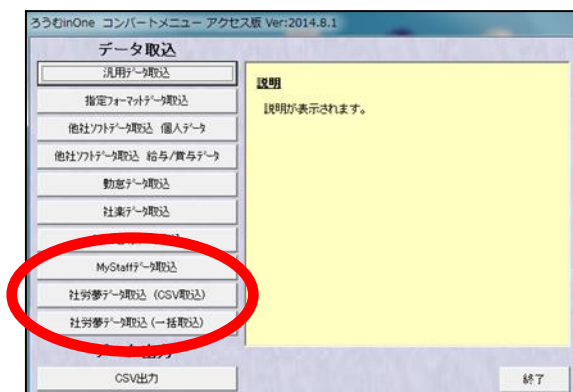 ろうむinOne コンバートメニュー アクセス版 Ver:2014.8.1
データ取込
汎用データ取込
指定フォーマットデータ取込
他社ソフトデータ取込 個人データ
他社ソフトデータ取込 給与/賞与データ
勤怠データ取込
社楽データ取込
MyStaffデータ取込
社労夢データ取込 (CSV取込)
社労夢データ取込 (一括取込)
データ出力
CSV出力
説明
説明が表示されます。
終了